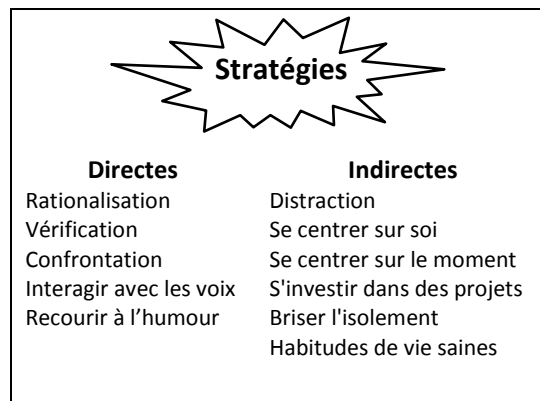 Stratégies
Directes
Rationalisation
Vérification
Confrontation
Interagir avec les voix
Recourir à l’humour
Indirectes
Distraction
Se centrer sur soi
Se centrer sur le moment
S'investir dans des projets
Briser l'isolement
Habitudes de vie saines